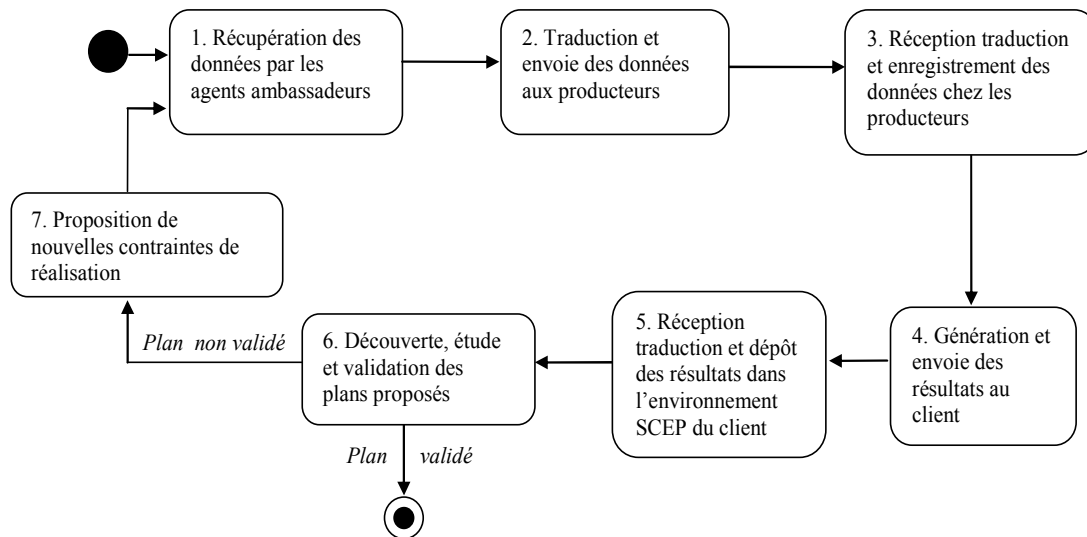 1. Récupération des
données par les
agents ambassadeurs
2. Traduction et
envoie des données
aux producteurs
3. Réception traduction
et enregistrement des
données chez les
producteurs
4. Génération et
envoie des
résultats au
client
5. Réception
traduction et dépôt
des résultats dans
l’environnement
SCEP du client
6. Découverte, étude
et validation des
plans proposés
Plan non validé
7. Proposition de
nouvelles contraintes de
réalisation
Plan validé